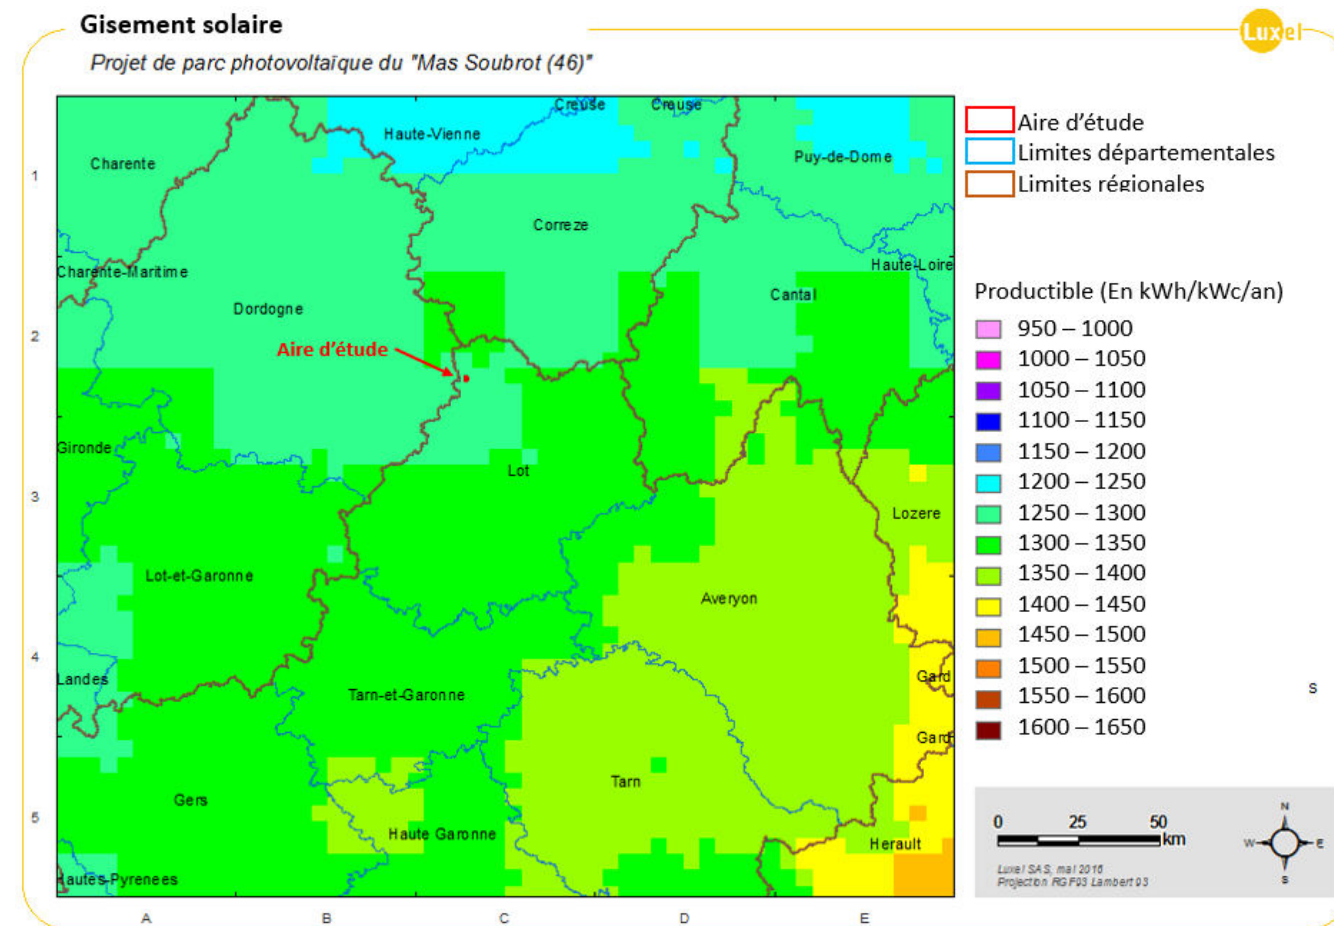 Gisement solaire
Luxel
Projet de parc photovoltaïque du "Mas Soubrot (46)"
Creuse
Creuse
Haute-Vienne
Charente
Puy-de-Dome
1
Correze
Charente-Maritime
Haute-Loire
Dordogne
Cantal
2
Aire d'étude
Gironde
Lot
3
Lozere
Lot-et-Garonne
Averyon
4
Landes
Gard
Tarn-et-Garonne
Gard
Tarn
Gers
5
Haute Garonne
Herault
Hautes-Pyrenees
A
B
C
D
E
Aire d'étude
Limites départementales
Limites régionales
Productible (En kWh/kWc/an)
950 – 1000
1000 – 1050
1050 – 1100
1100 – 1150
1150 – 1200
1200 – 1250
1250 – 1300
1300 – 1350
1350 – 1400
1400 – 1450
1450 – 1500
1500 – 1550
1550 – 1600
1600 – 1650
S
0 25 50
km
Luxel SAS, mai 2016
Projection RGF93 Lambert 93
N
W
E
S